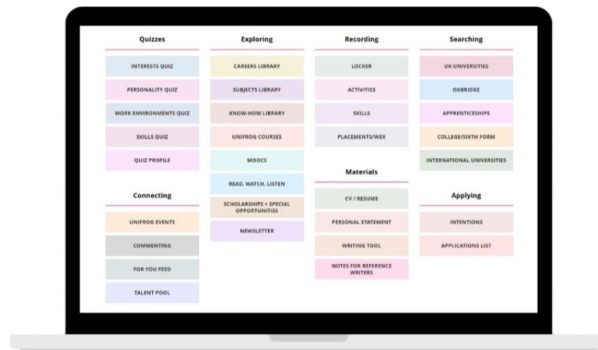 Quizzes
INTERESTS QUIZ
PERSONALITY QUIZ
WORK ENVIRONMENTS QUIZ
SKILLS QUIZ
QUIZ PROFILE
Connecting
UNIFROG EVENTS
COMMENTING
FOR YOU FEED
TALENT POOL
Exploring
CAREERS LIBRARY
SUBJECTS LIBRARY
KNOW-HOW LIBRARY
UNIFROG COURSES
MOOCS
READ. WATCH. LISTEN
SCHOLARSHIPS + SPECIAL
OPPORTUNITIES
NEWSLETTER
Recording
LOCKER
ACTIVITIES
SKILLS
PLACEMENTS/WEX
Materials
CV / RESUME
PERSONAL STATEMENT
WRITING TOOL
NOTES FOR REFERENCE
WRITERS
Searching
UK UNIVERSITIES
OXBRIDGE
APPRENTICESHIPS
COLLEGE/SIXTH FORM
INTERNATIONAL UNIVERSITIES
Applying
INTENTIONS
APPLICATIONS LIST